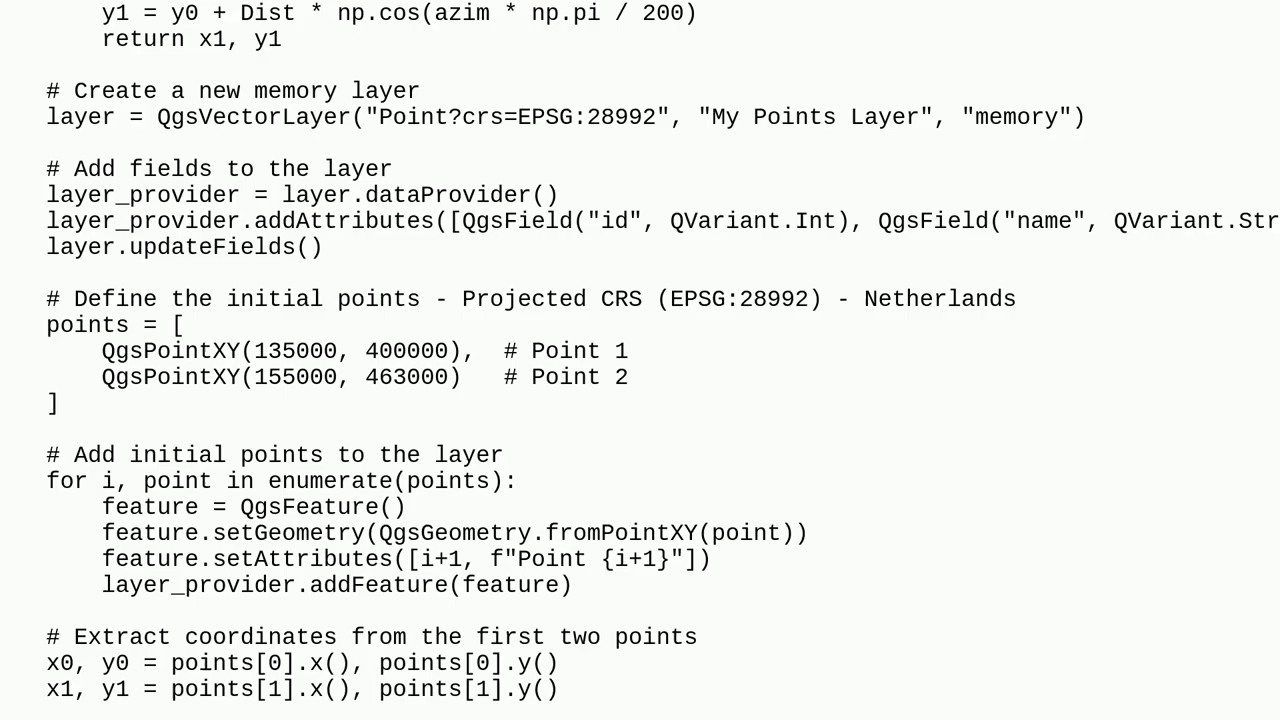 y1 = y0 + Dist * np.cos(azim * np.pi / 200)
    return x1, y1

# Create a new memory layer
layer = QgsVectorLayer("Point?crs=EPSG:28992", "My Points Layer", "memory")

# Add fields to the layer
layer_provider = layer.dataProvider()
layer_provider.addAttributes([QgsField("id", QVariant.Int), QgsField("name", QVariant.Str
layer.updateFields()

# Define the initial points - Projected CRS (EPSG:28992) - Netherlands
points = [
    QgsPointXY(135000, 400000),  # Point 1
    QgsPointXY(155000, 463000)   # Point 2
]

# Add initial points to the layer
for i, point in enumerate(points):
    feature = QgsFeature()
    feature.setGeometry(QgsGeometry.fromPointXY(point))
    feature.setAttributes([i+1, f"Point {i+1}"])
    layer_provider.addFeature(feature)

# Extract coordinates from the first two points
x0, y0 = points[0].x(), points[0].y()
x1, y1 = points[1].x(), points[1].y()